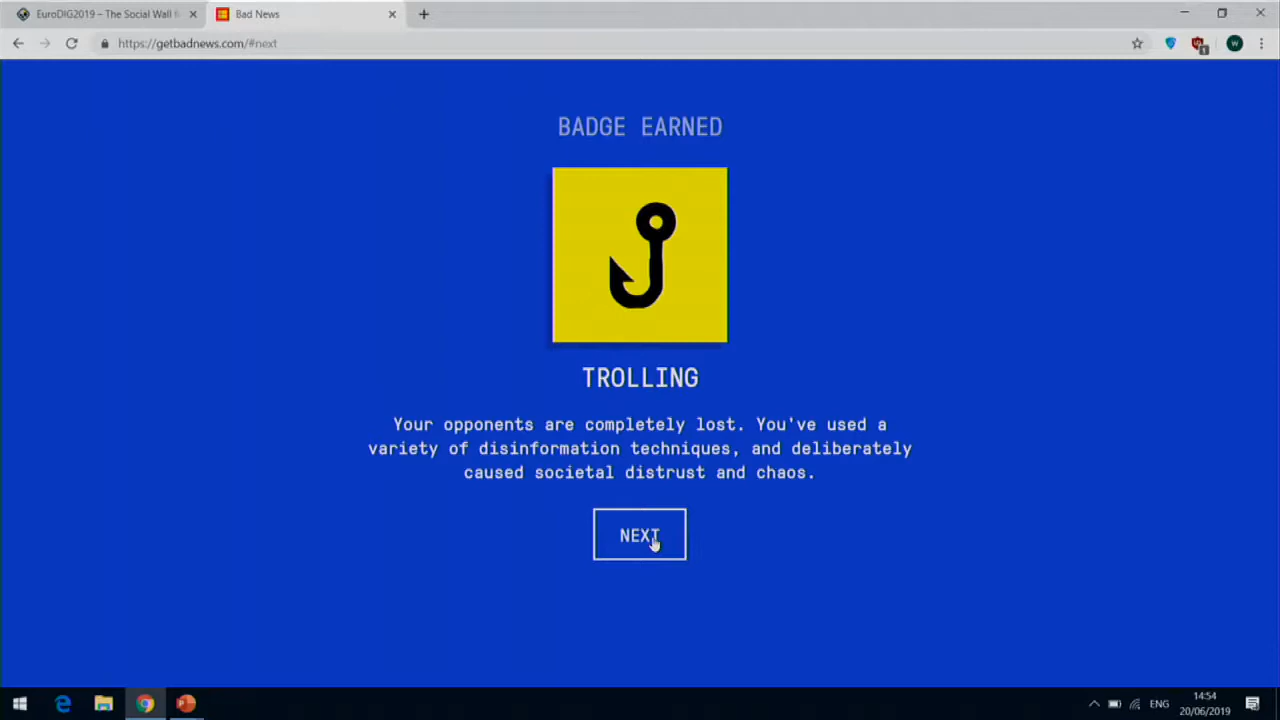 EuroDIG2019 – The Social Wall f
Bad News
https://getbadnews.com/#next
BADGE EARNED
TROLLING
Your opponents are completely lost. You've used a
variety of disinformation techniques, and deliberately
caused societal distrust and chaos.
NEXT
ENG
14:54
20/06/2019